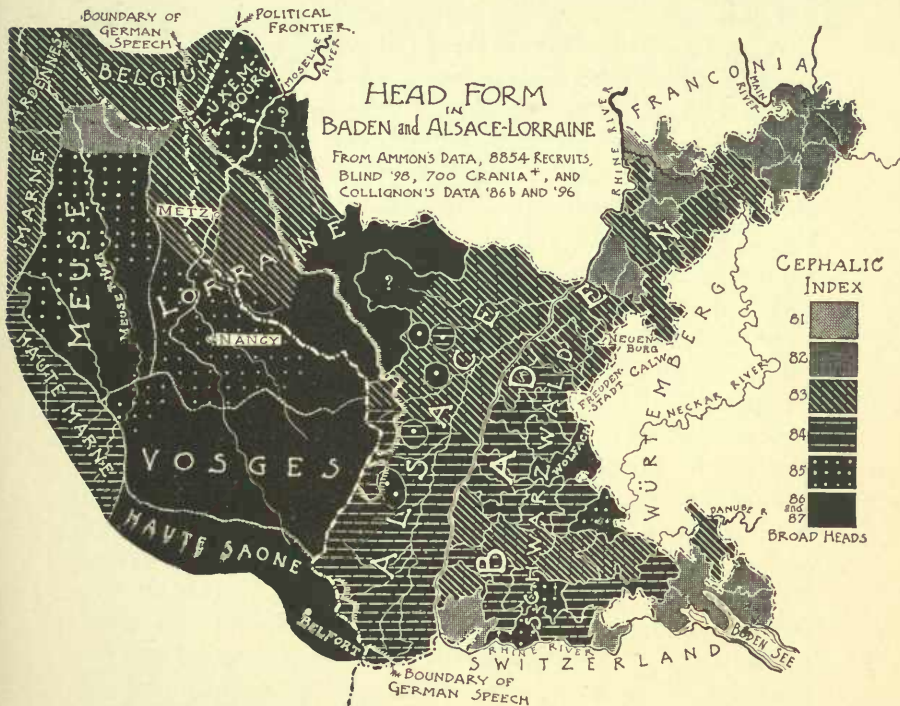 BOUNDARY OF
GERMAN
SPEECH
POLITICAL
FRONTIER.
MOSELLE
RIVER
ARDENNES
BELGIUM
LUXEM
BOURG
?
HEAD FORM
IN
BADEN and ALSACE-LORRAINE
FROM AMMON'S DATA, 8854 RECRUITS,
BLIND '98, 700 CRANIA+, AND
COLLIGNON'S DATA '86 b AND '96
RHINE RIVER
FRANCONIA
MAIN
RIVER
MARNE
MEUSE
MEUSE RIVER
METZ
LORRAINE
NANCY
?
ALSACE
BADEN
SCHWARZWALD
WOLFACH
NEUEN-
BURG
CALW
FREUDEN-
STADT
NECKAR RIVER
WÜRTEMBERG
CEPHALIC
INDEX
81
82
83
84
85
86
and
87
BROAD HEADS
HAUTE MARNE
VOSGES
HAUTE SAONE
BELFORT
DANUBE R
BODEN SEE
RHINE RIVER
SWITZERLAND
BOUNDARY OF
GERMAN SPEECH